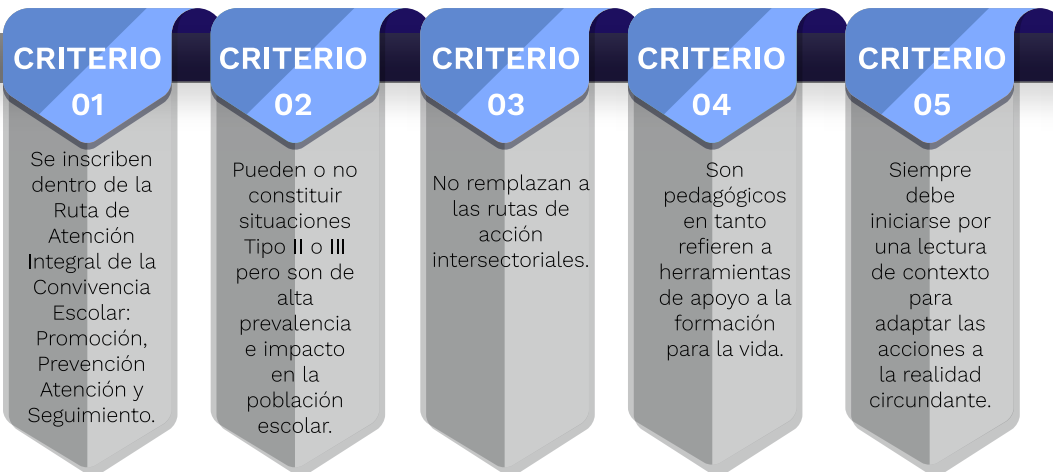 CRITERIO
01
Se inscriben
dentro de la
Ruta de
Atención
Integral de la
Convivencia
Escolar:
Promoción,
Prevención
Atención y
Seguimiento.
CRITERIO
02
Pueden o no
constituir
situaciones
Tipo II o III
pero son de
alta
prevalencia
e impacto
en la
población
escolar.
CRITERIO
03
No remplazan a
las rutas de
acción
intersectoriales.
CRITERIO
04
Son
pedagógicos
en tanto
refieren a
herramientas
de apoyo a la
formación
para la vida.
CRITERIO
05
Siempre
debe
iniciarse por
una lectura
de contexto
para
adaptar las
acciones a
la realidad
circundante.